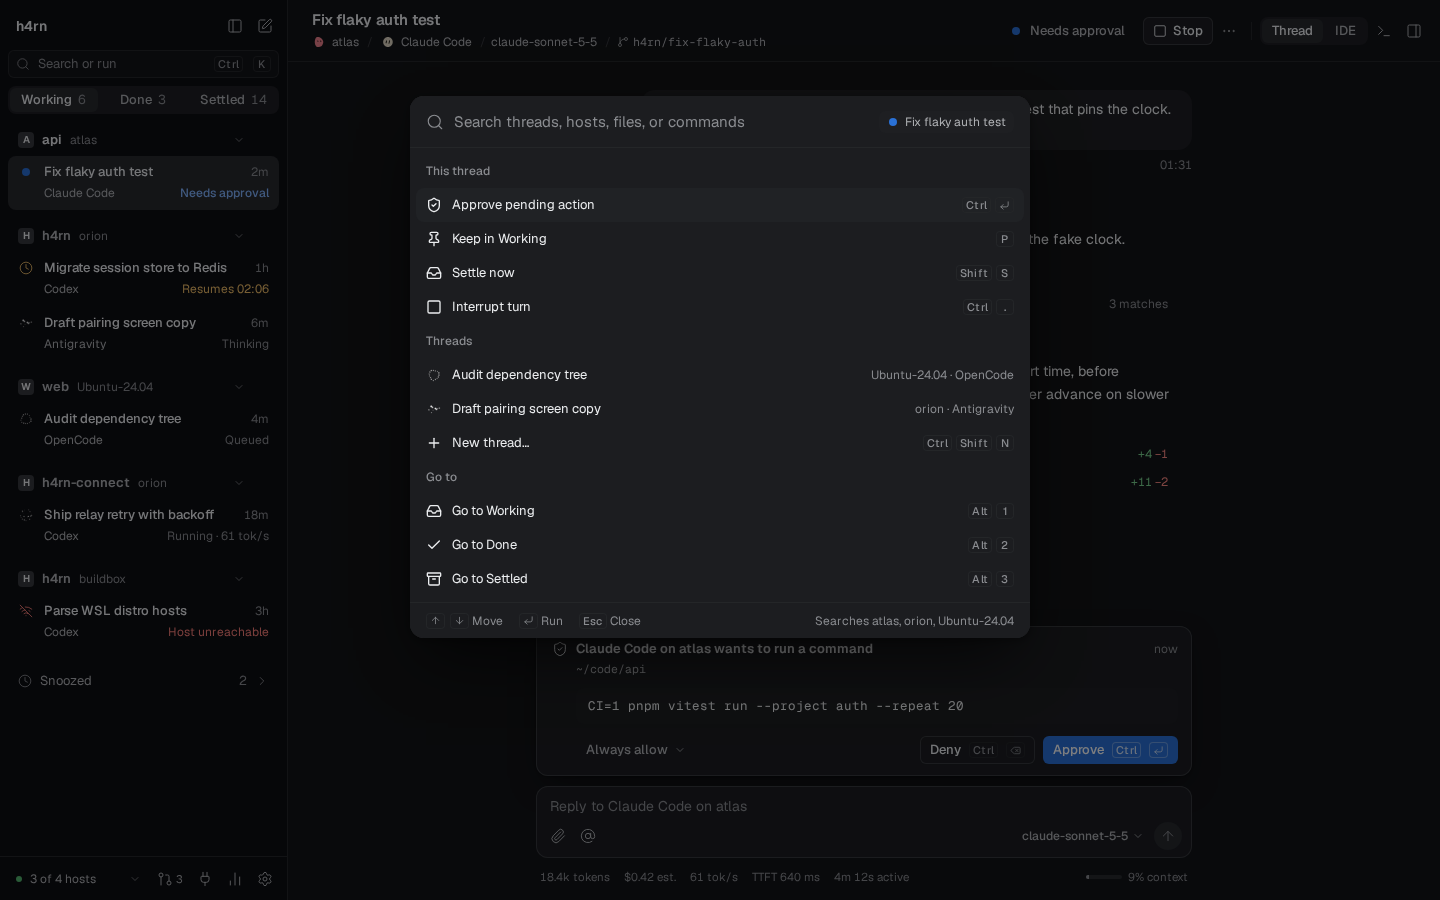 h4rn
Search or run Ctrl K
Working 6 Done 3 Settled 14
A api atlas
Fix flaky auth test 2m
Claude Code Needs approval
H h4rn orion
Migrate session store to Redis 1h
Codex Resumes 02:06
Draft pairing screen copy 6m
Antigravity Thinking
W web Ubuntu-24.04
Audit dependency tree 4m
OpenCode Queued
H h4rn-connect orion
Ship relay retry with backoff 18m
Codex Running · 61 tok/s
H h4rn buildbox
Parse WSL distro hosts 3h
Codex Host unreachable
Snoozed 2
3 of 4 hosts 3
Fix flaky auth test
atlas / Claude Code / claude-sonnet-5-5 / h4rn/fix-flaky-auth
Needs approval Stop ... Thread IDE
est that pins the clock.
01:31
the fake clock.
3 matches
rt time, before
er advance on slower
+4 −1
+11 −2
Search threads, hosts, files, or commands Fix flaky auth test
This thread
Approve pending action Ctrl ↵
Keep in Working P
Settle now Shift S
Interrupt turn Ctrl .
Threads
Audit dependency tree Ubuntu-24.04 · OpenCode
Draft pairing screen copy orion · Antigravity
New thread… Ctrl Shift N
Go to
Go to Working Alt 1
Go to Done Alt 2
Go to Settled Alt 3
↑ ↓ Move ↵ Run Esc Close Searches atlas, orion, Ubuntu-24.04
Claude Code on atlas wants to run a command now
~/code/api
CI=1 pnpm vitest run --project auth --repeat 20
Always allow Deny Ctrl ⌫ Approve Ctrl ↵
Reply to Claude Code on atlas
claude-sonnet-5-5
18.4k tokens $0.42 est. 61 tok/s TTFT 640 ms 4m 12s active 9% context